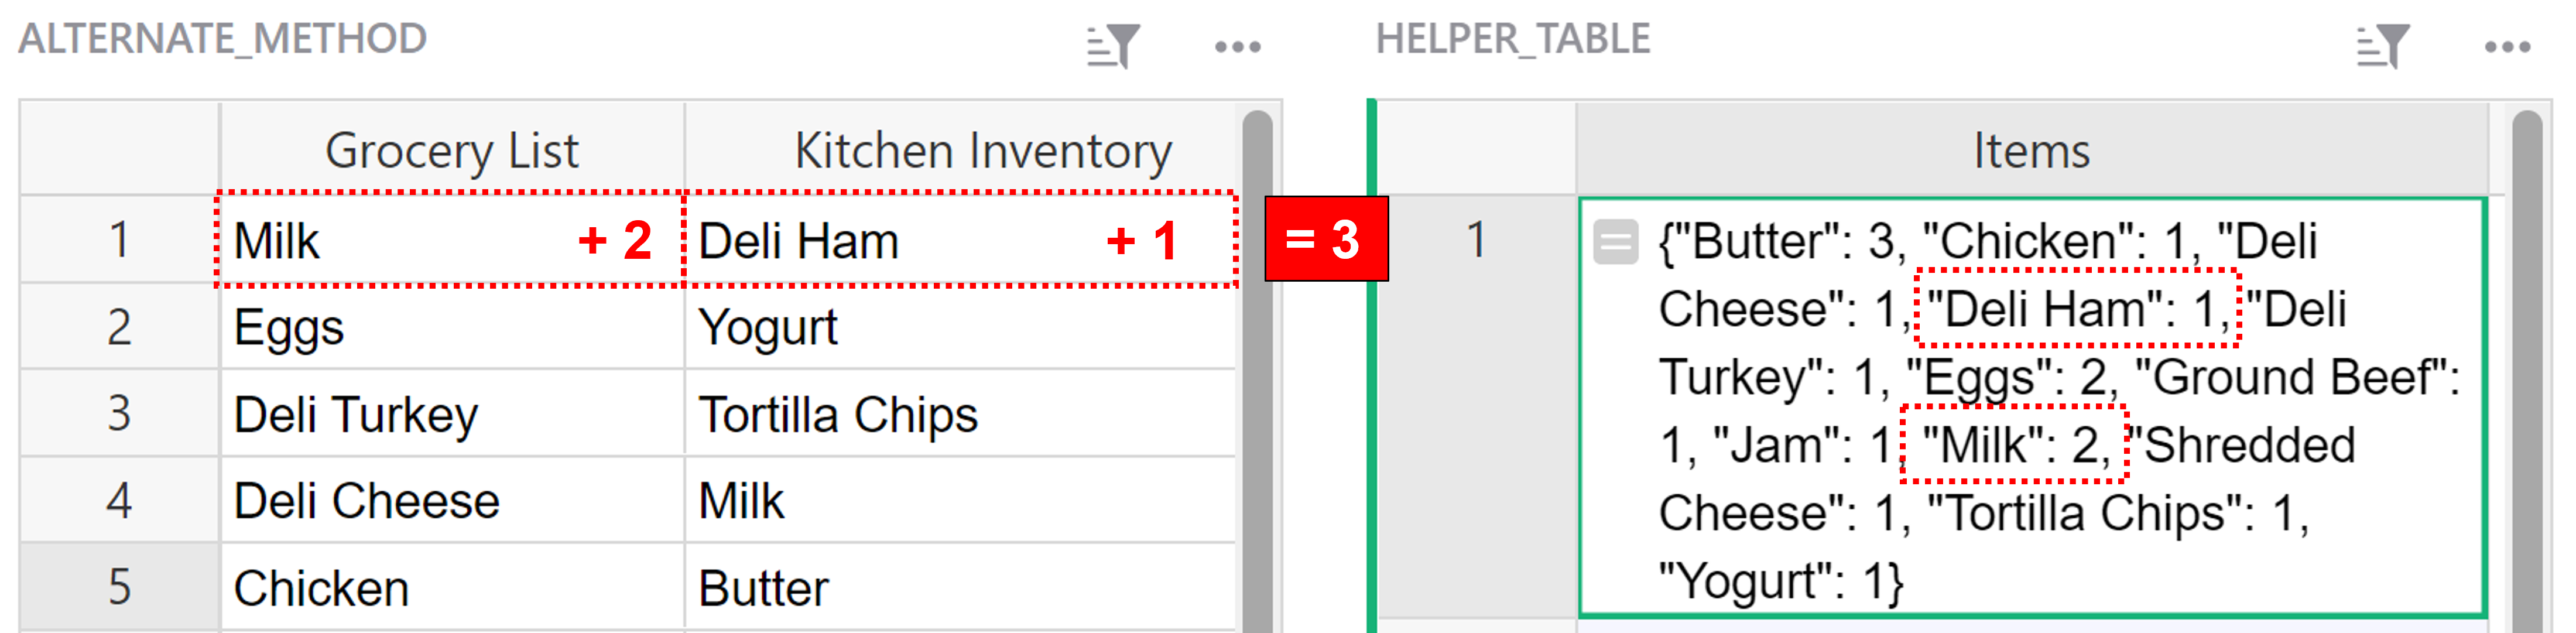 ALTERNATE_METHOD
Grocery List Kitchen Inventory
1 Milk + 2 Deli Ham + 1 = 3
2 Eggs Yogurt
3 Deli Turkey Tortilla Chips
4 Deli Cheese Milk
5 Chicken Butter
HELPER_TABLE
Items
1 {"Butter": 3, "Chicken": 1, "Deli
Cheese": 1, "Deli Ham": 1, "Deli
Turkey": 1, "Eggs": 2, "Ground Beef":
1, "Jam": 1, "Milk": 2, "Shredded
Cheese": 1, "Tortilla Chips": 1,
"Yogurt": 1}